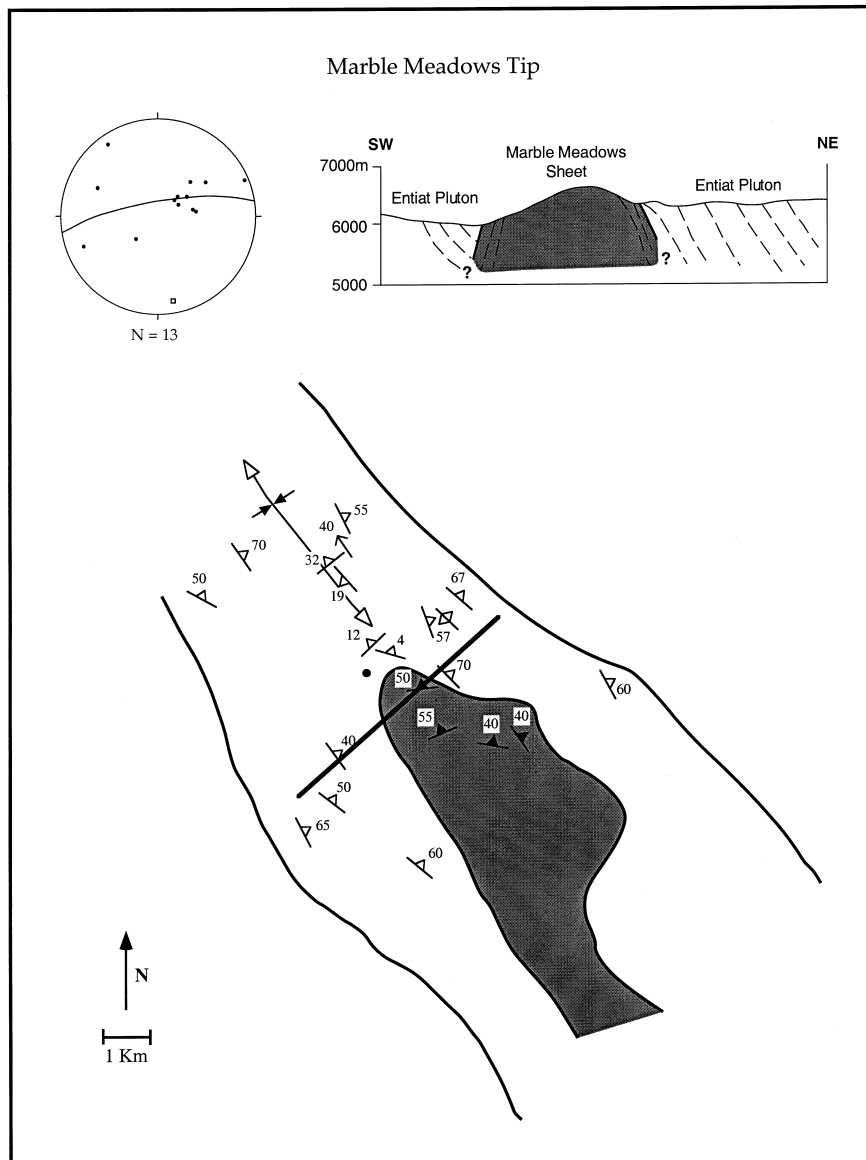 Marble Meadows Tip
SW
NE
7000m
Marble Meadows
Sheet
Entiat Pluton
Entiat Pluton
6000
?
?
5000
N = 13
55
40
70
32
50
67
19
57
12
4
70
50
60
55
40
40
40
50
65
60
N
1 Km